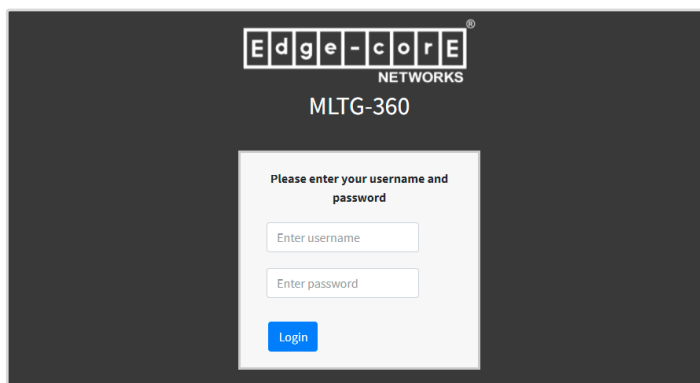 Edge-corE®
NETWORKS
MLTG-360
Please enter your username and
password
Enter username
Enter password
Login